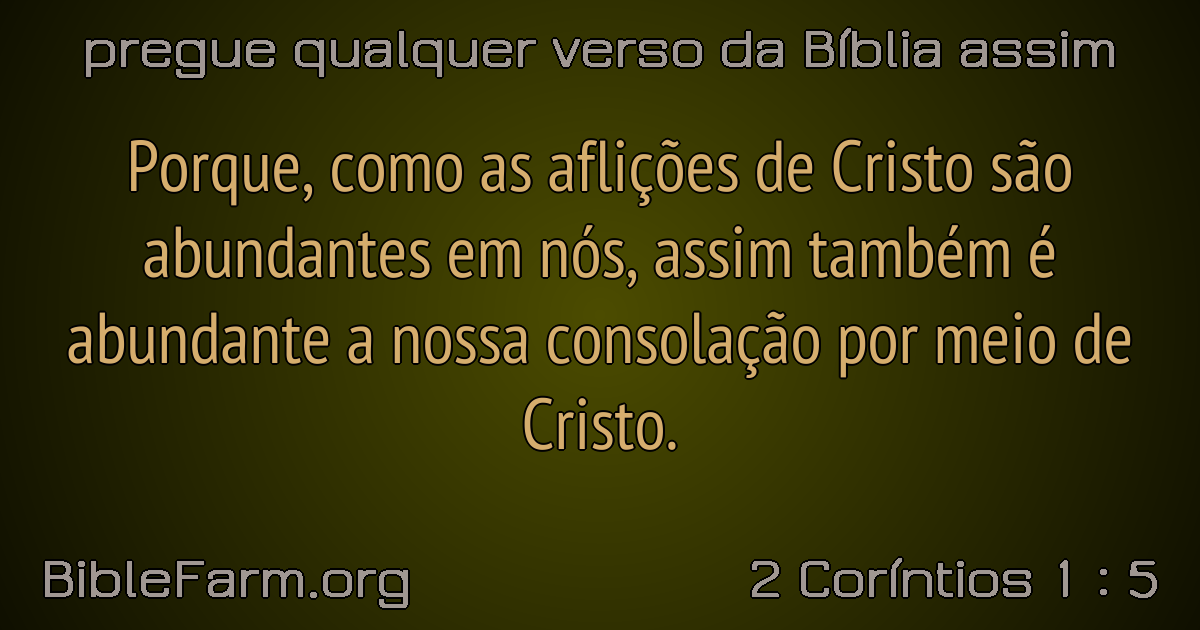 pregue qualquer verso da Bíblia assim
Porque, como as aflições de Cristo são
abundantes em nós, assim também é
abundante a nossa consolação por meio de
Cristo.
BibleFarm.org
2 Coríntios 1 : 5